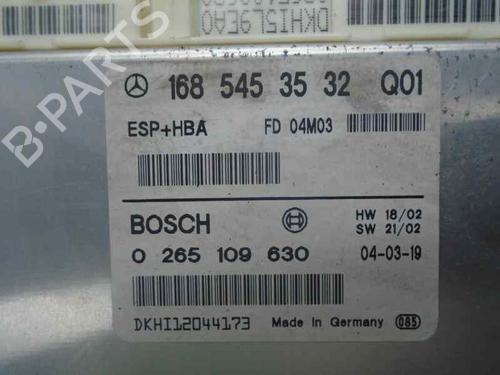 DKHI5L9EA0
B-PARTS
168 545 35 32 Q01
ESP+HBA FD 04M03
BOSCH HW 18/02
SW 21/02
0 265 109 630 04-03-19
DKHI12044173 Made in Germany 085